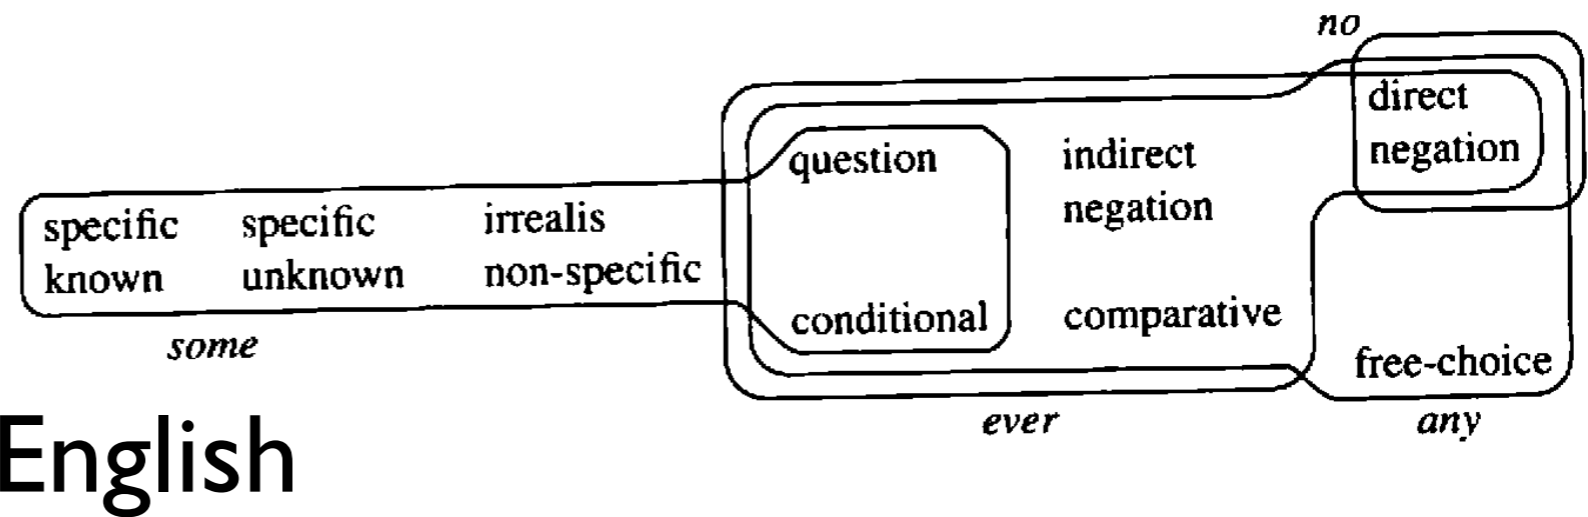 no
direct
negation
question
indirect
negation
specific
known
specific
unknown
irrealis
non-specific
conditional
comparative
free-choice
some
ever
any
English